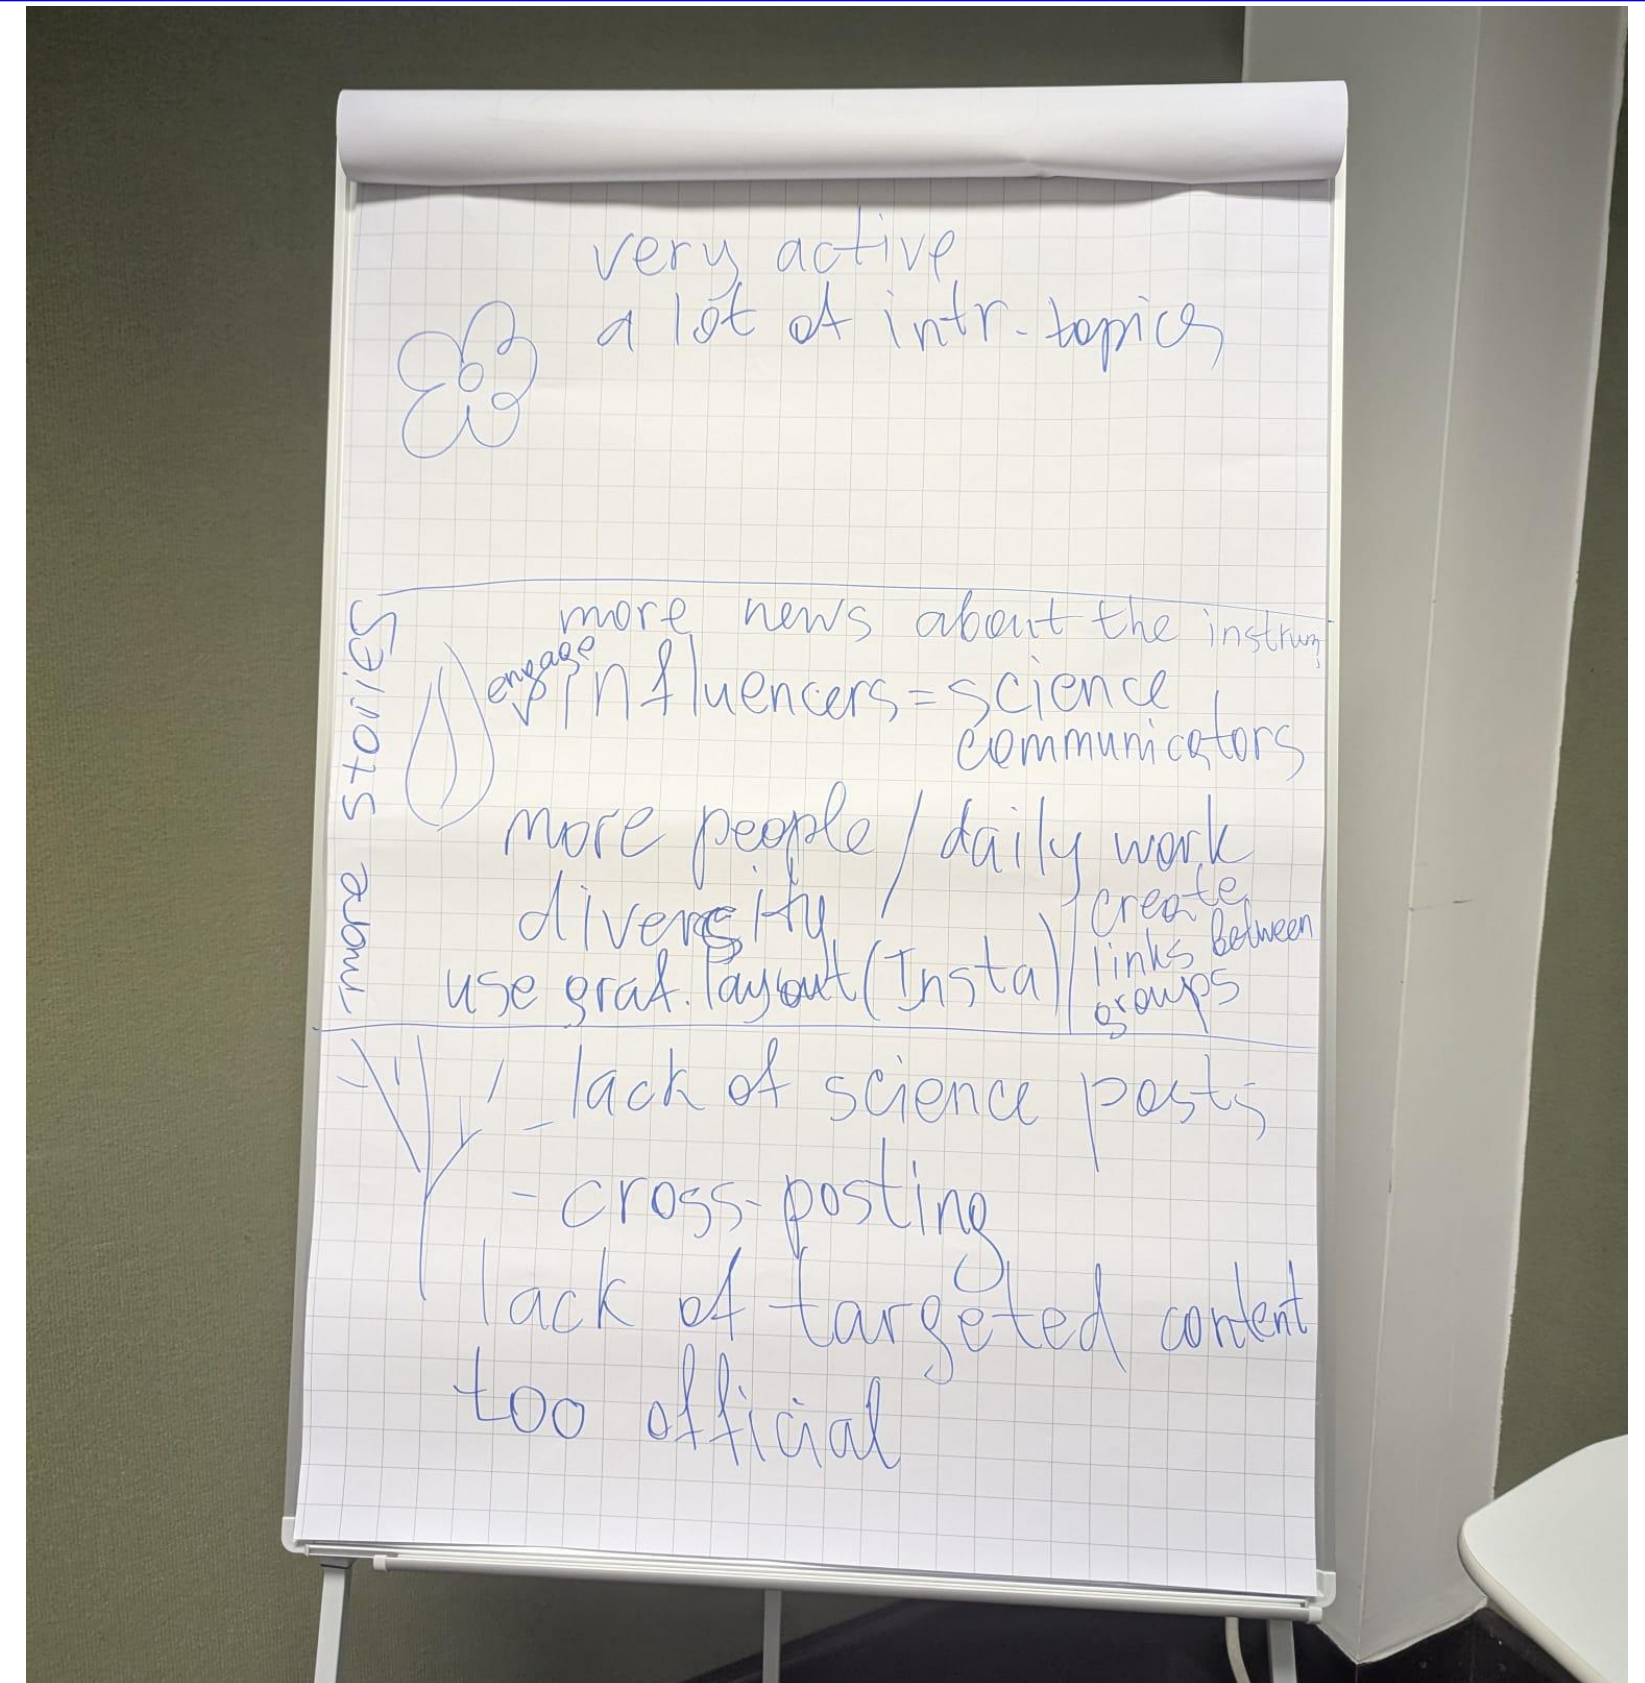 very active
a lot of intr-topics
more stories
more news about the instrum
engage
influencers = science
communicators
more people / daily work
diversity
create
links between
groups
use graf. layout (Insta)
- lack of science posts
- cross-posting
lack of targeted content
too official